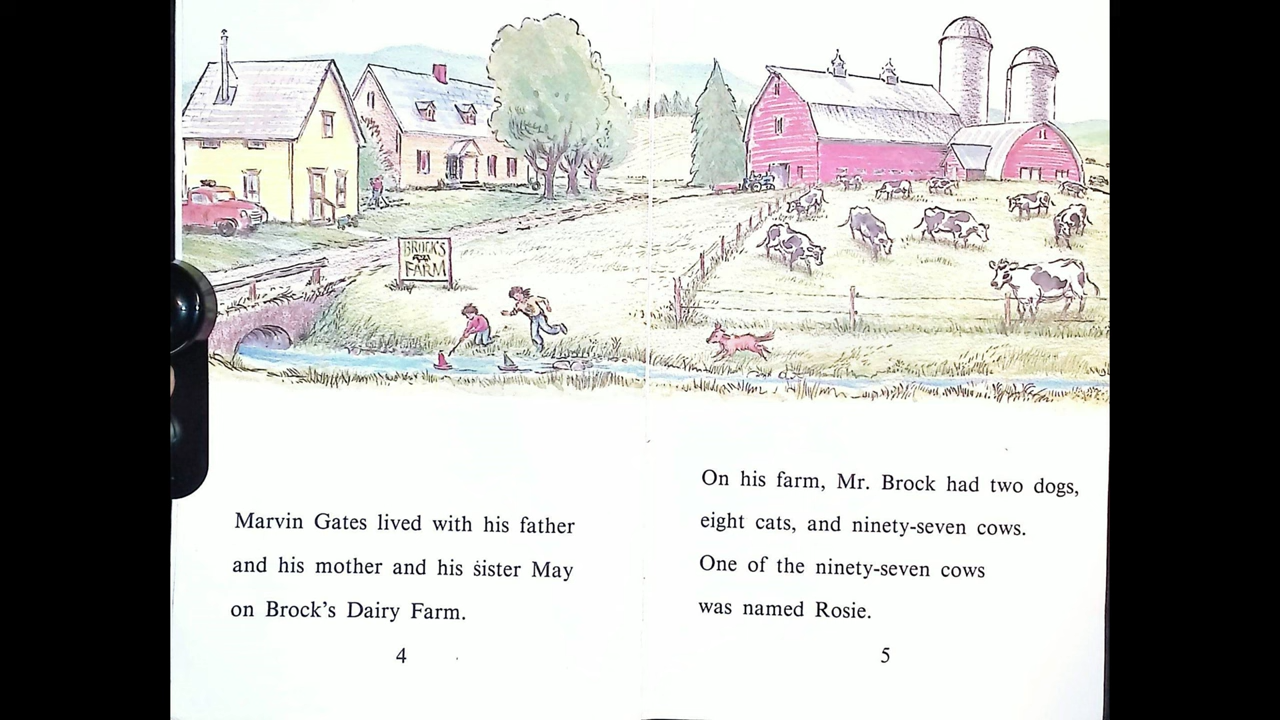 BROCK'S
FARM
Marvin Gates lived with his father
and his mother and his sister May
on Brock's Dairy Farm.
4
On his farm, Mr. Brock had two dogs,
eight cats, and ninety-seven cows.
One of the ninety-seven cows
was named Rosie.
5